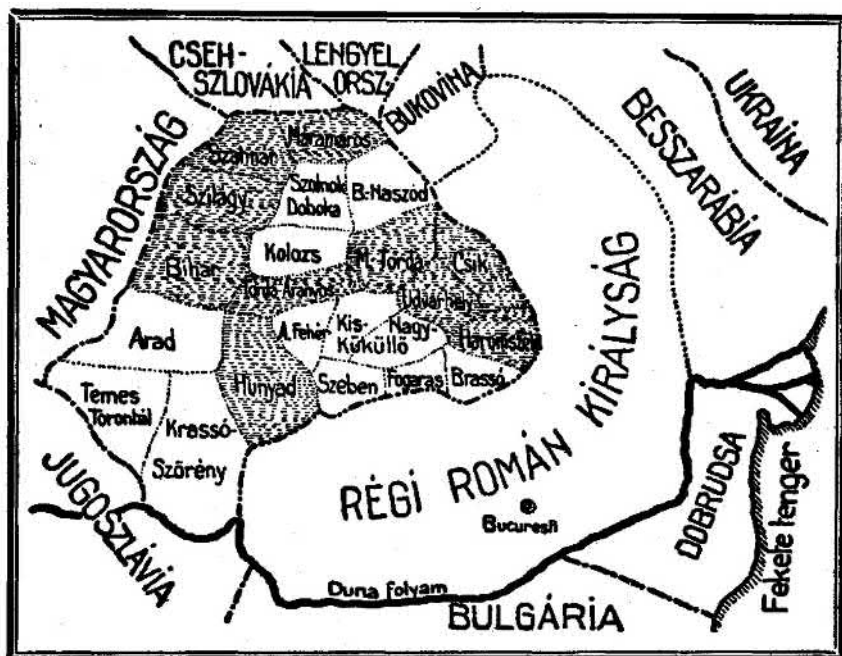 CSEH-
SZLOVÁKIA
LENGYEL
ORSZ.
BUKOVINA
UKRAINA
BESSZARÁBIA
MAGYARORSZÁG
Máramaros
Szatmár
Szilágy
Szolnok
Doboka
B.-Naszód
Kolozs
Bihar
M. Torda
Csik
Torda Aranyos
Udvarhely
Arad
A. Fehér
Kis-
Küküllő
Nagy-
Háromszék
Hunyad
Szeben
Fogaras
Brassó
Temes
Torontál
Krassó-
Szörény
JUGOSZLÁVIA
RÉGI ROMÁN KIRÁLYSÁG
Bucuresti
Duna folyam
BULGÁRIA
DOBRUDSA
Fekete tenger